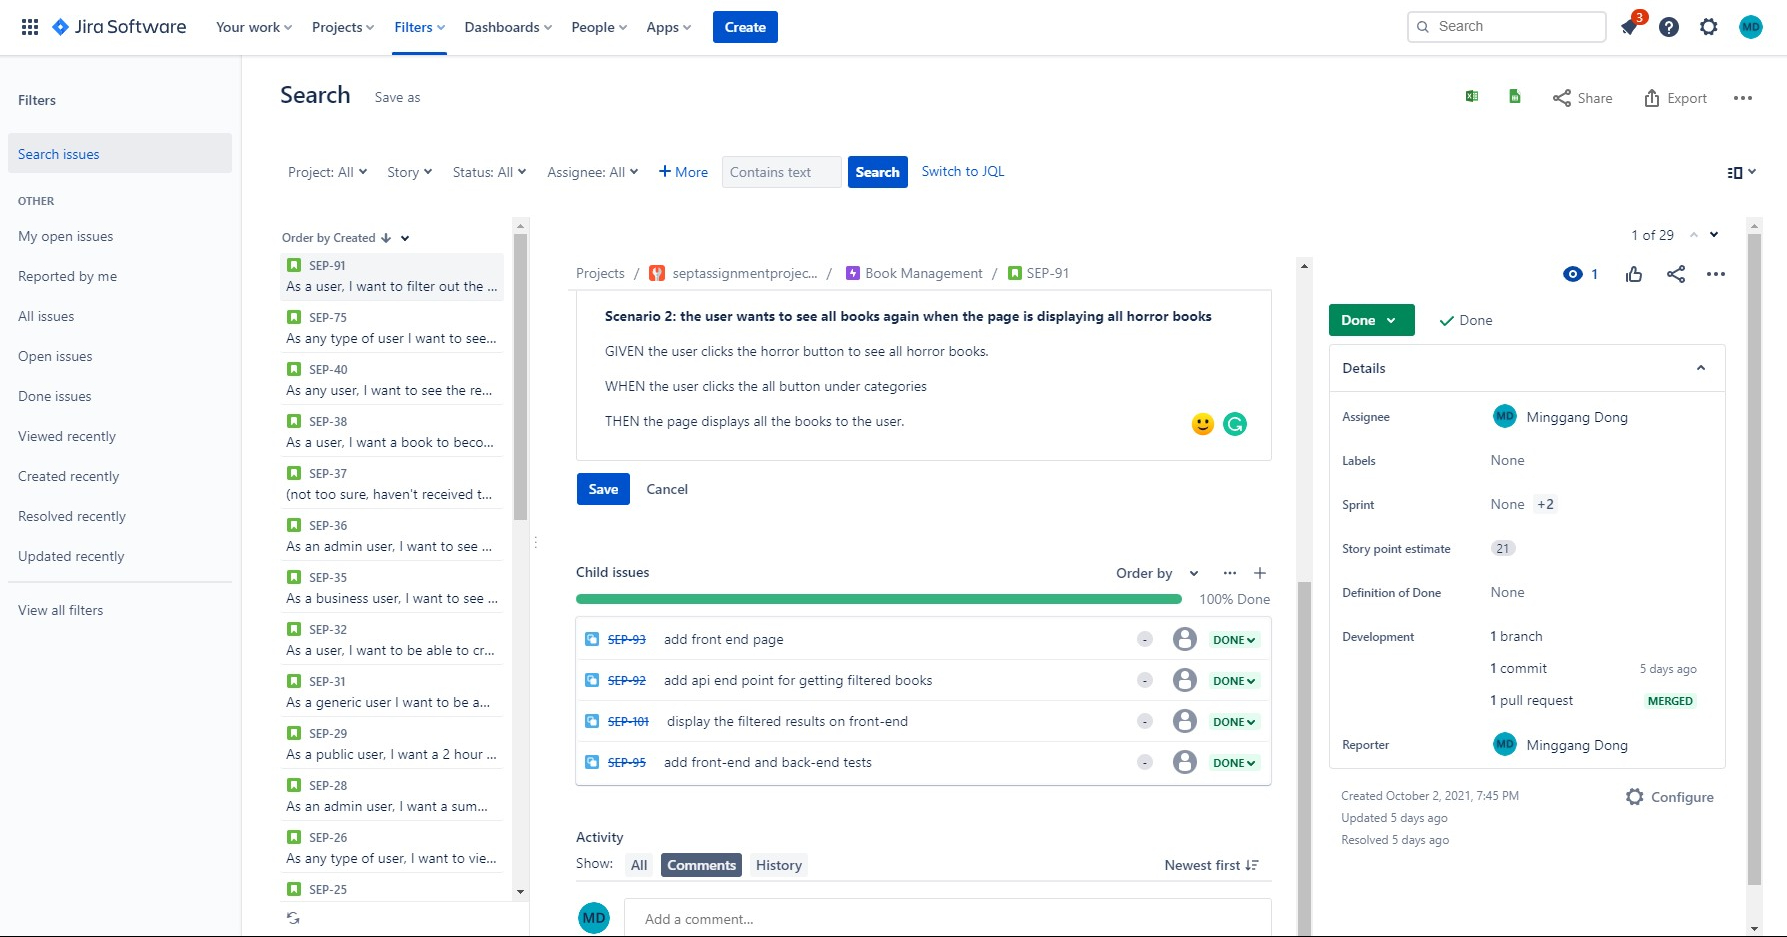 Jira Software Your work Projects Filters Dashboards People Apps Create Search 3 MD
Filters
Search issues
OTHER
My open issues
Reported by me
All issues
Open issues
Done issues
Viewed recently
Created recently
Resolved recently
Updated recently
View all filters
Search Save as
Share Export
Project: All Story Status: All Assignee: All + More Contains text Search Switch to JQL
Order by Created
SEP-91
As a user, I want to filter out the ...
SEP-75
As any type of user I want to see...
SEP-40
As any user, I want to see the re...
SEP-38
As a user, I want a book to beco...
SEP-37
(not too sure, haven't received t...
SEP-36
As an admin user, I want to see ...
SEP-35
As a business user, I want to see ...
SEP-32
As a user, I want to be able to cr...
SEP-31
As a generic user I want to be a...
SEP-29
As a public user, I want a 2 hour ...
SEP-28
As an admin user, I want a sum...
SEP-26
As any type of user, I want to vie...
SEP-25
1 of 29
Projects / septassignmentprojec... / Book Management / SEP-91
1
Scenario 2: the user wants to see all books again when the page is displaying all horror books
GIVEN the user clicks the horror button to see all horror books.
WHEN the user clicks the all button under categories
THEN the page displays all the books to the user.
Save Cancel
Child issues Order by
100% Done
SEP-93 add front end page - DONE
SEP-92 add api end point for getting filtered books - DONE
SEP-101 display the filtered results on front-end - DONE
SEP-95 add front-end and back-end tests - DONE
Activity
Show: All Comments History Newest first
MD Add a comment...
Done Done
Details
Assignee MD Minggang Dong
Labels None
Sprint None +2
Story point estimate 21
Definition of Done None
Development 1 branch
1 commit 5 days ago
1 pull request MERGED
Reporter MD Minggang Dong
Created October 2, 2021, 7:45 PM
Configure
Updated 5 days ago
Resolved 5 days ago